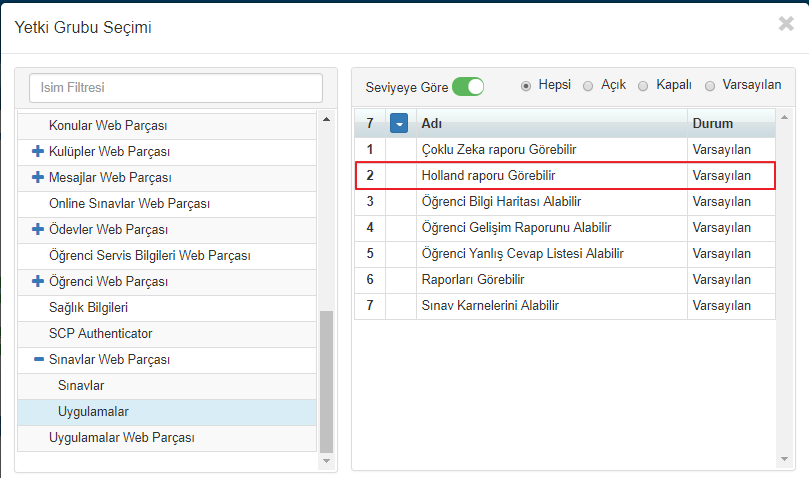 Yetki Grubu Seçimi
Isim Filtresi
Konular Web Parçası
Kulüpler Web Parçası
Mesajlar Web Parçası
Online Sınavlar Web Parçası
Ödevler Web Parçası
Öğrenci Servis Bilgileri Web Parçası
Öğrenci Web Parçası
Sağlık Bilgileri
SCP Authenticator
Sınavlar Web Parçası
Sınavlar
Uygulamalar
Uygulamalar Web Parçası
Seviyeye Göre Hepsi Açık Kapalı Varsayılan
7 Adı Durum
1 Çoklu Zeka raporu Görebilir Varsayılan
2 Holland raporu Görebilir Varsayılan
3 Öğrenci Bilgi Haritası Alabilir Varsayılan
4 Öğrenci Gelişim Raporunu Alabilir Varsayılan
5 Öğrenci Yanlış Cevap Listesi Alabilir Varsayılan
6 Raporları Görebilir Varsayılan
7 Sınav Karnelerini Alabilir Varsayılan